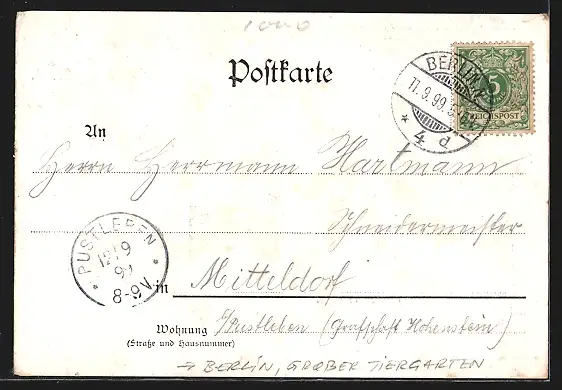 1000
Postkarte
BERLIN
11.9.99.
* 4 d
5
REICHSPOST
An
Herrn Herrmann Hartmann
Schneidermeister
PUSTLEBEN
12/9
99
8-9V.
in Mitteldorf
Wohnung b/Pustleben (Grafschaft Hohenstein)
(Straße und Hausnummer)
→ BERLIN, GROßER TIERGARTEN